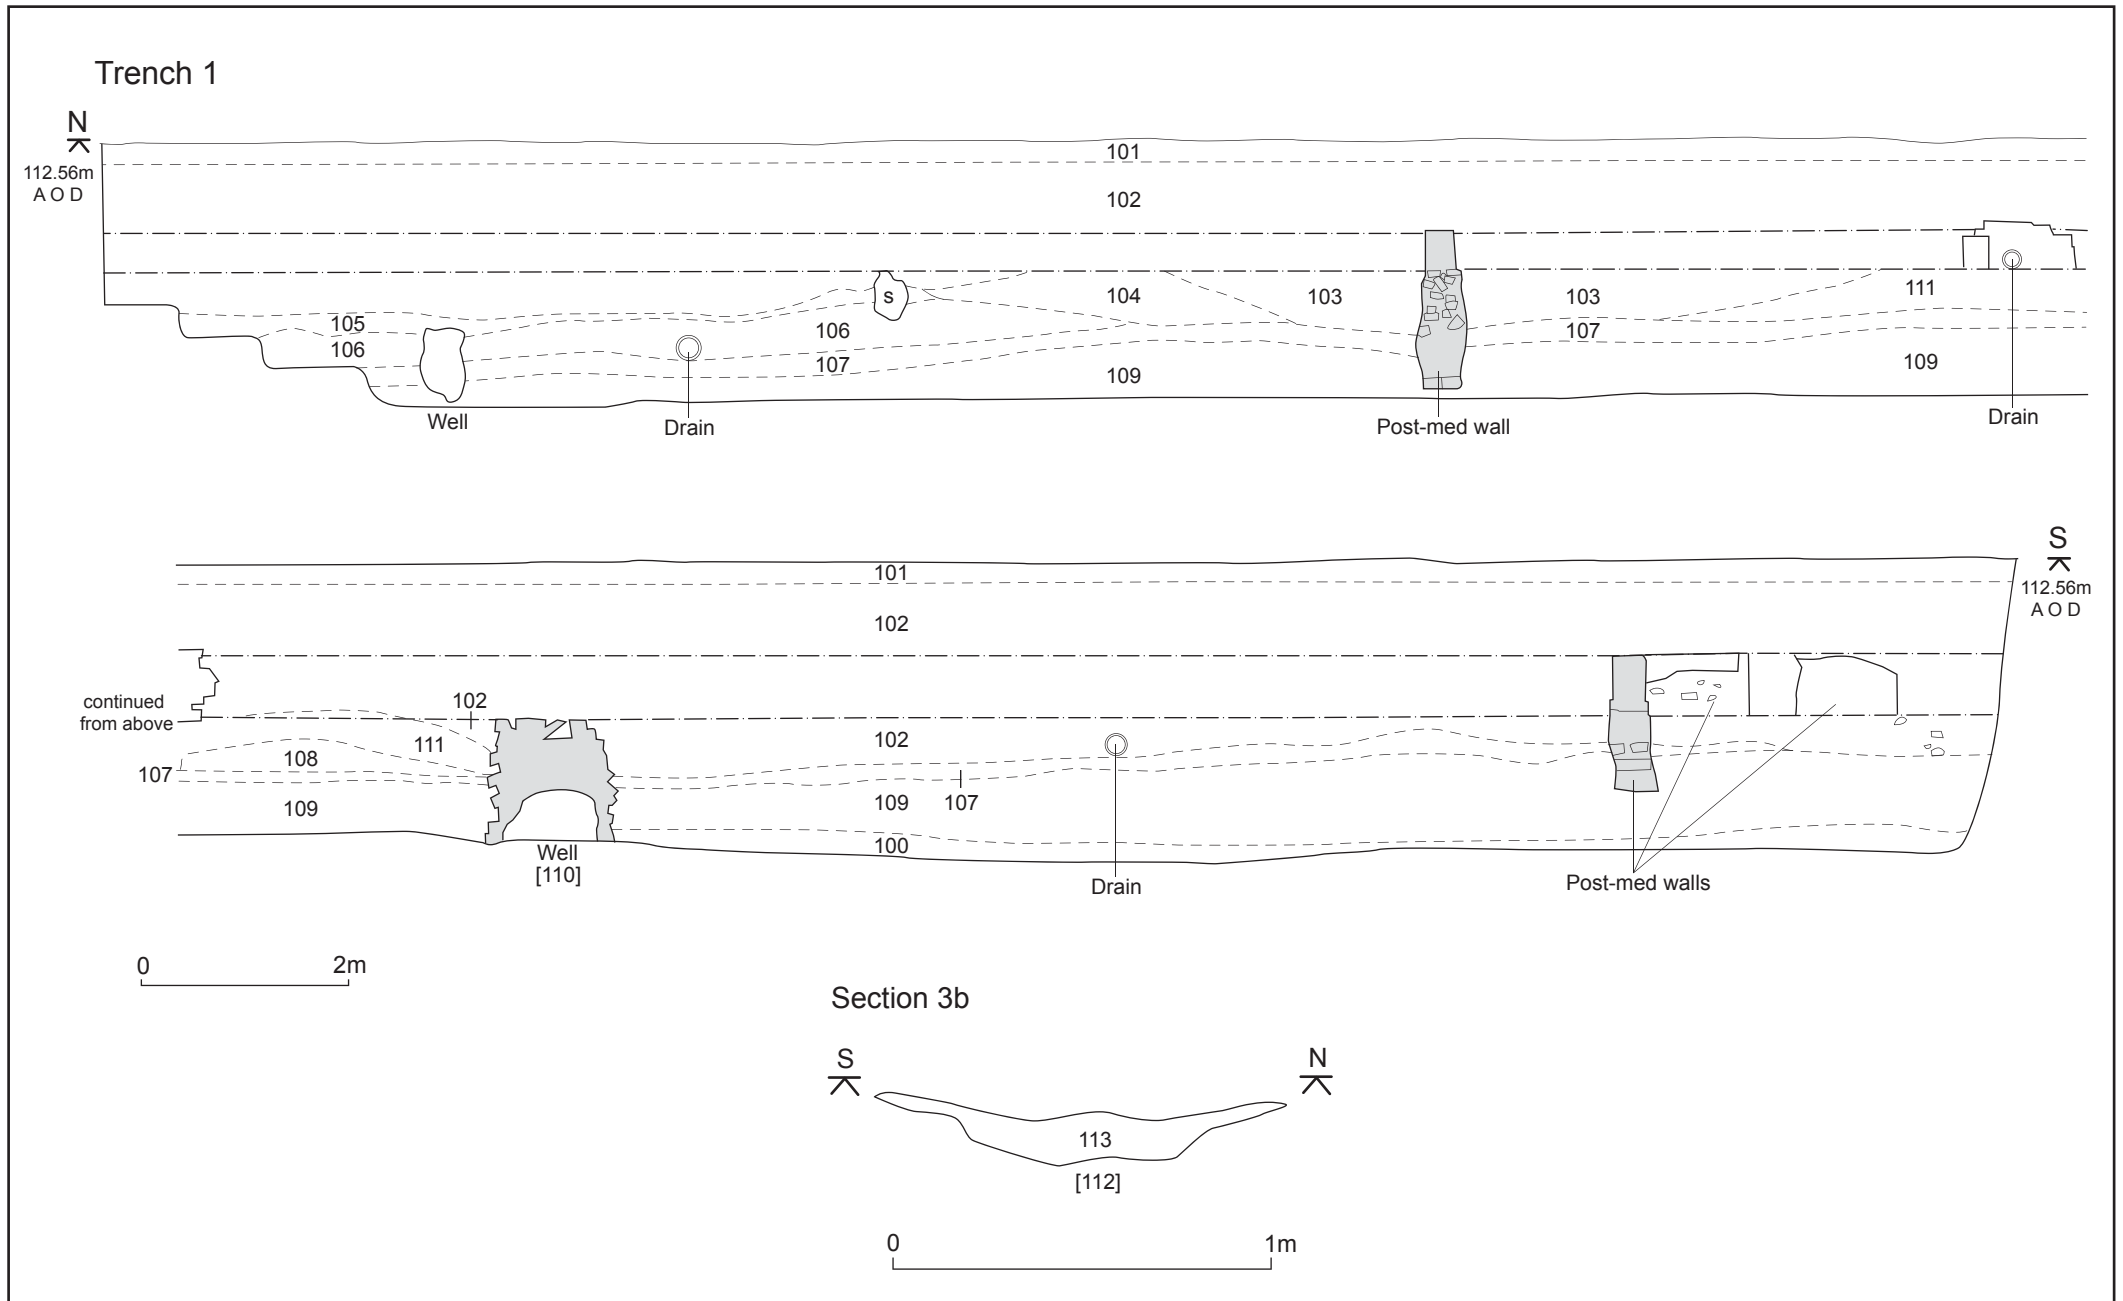 Trench 1
N
112.56m
A O D
101
102
104
103
103
111
105
106
106
107
107
109
109
s
Well
Drain
Post-med wall
Drain
S
112.56m
A O D
101
102
continued
from above
102
111
108
107
109
102
109
107
100
Well
[110]
Drain
Post-med walls
0 2m
Section 3b
S
N
113
[112]
0 1m